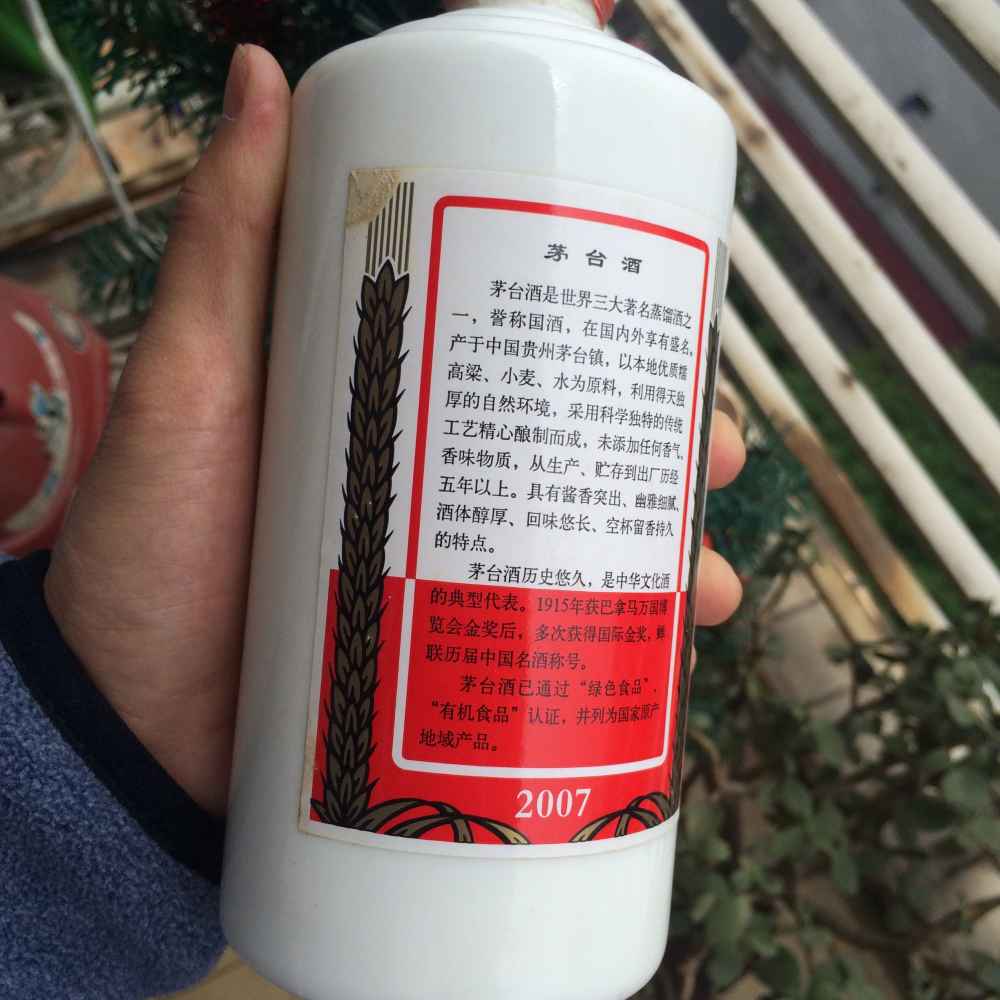 茅台酒
茅台酒是世界三大著名蒸馏酒之
一，誉称国酒，在国内外享有盛名。
产于中国贵州茅台镇，以本地优质糯
高粱、小麦、水为原料，利用得天独
厚的自然环境，采用科学独特的传统
工艺精心酿制而成，未添加任何香气、
香味物质，从生产、贮存到出厂历经
五年以上。具有酱香突出、幽雅细腻、
酒体醇厚、回味悠长、空杯留香持久
的特点。
茅台酒历史悠久，是中华文化酒
的典型代表。1915年获巴拿马万国博
览会金奖后，多次获得国际金奖，蝉
联历届中国名酒称号。
茅台酒已通过“绿色食品”、
“有机食品”认证，并列为国家原产
地域产品。
2007